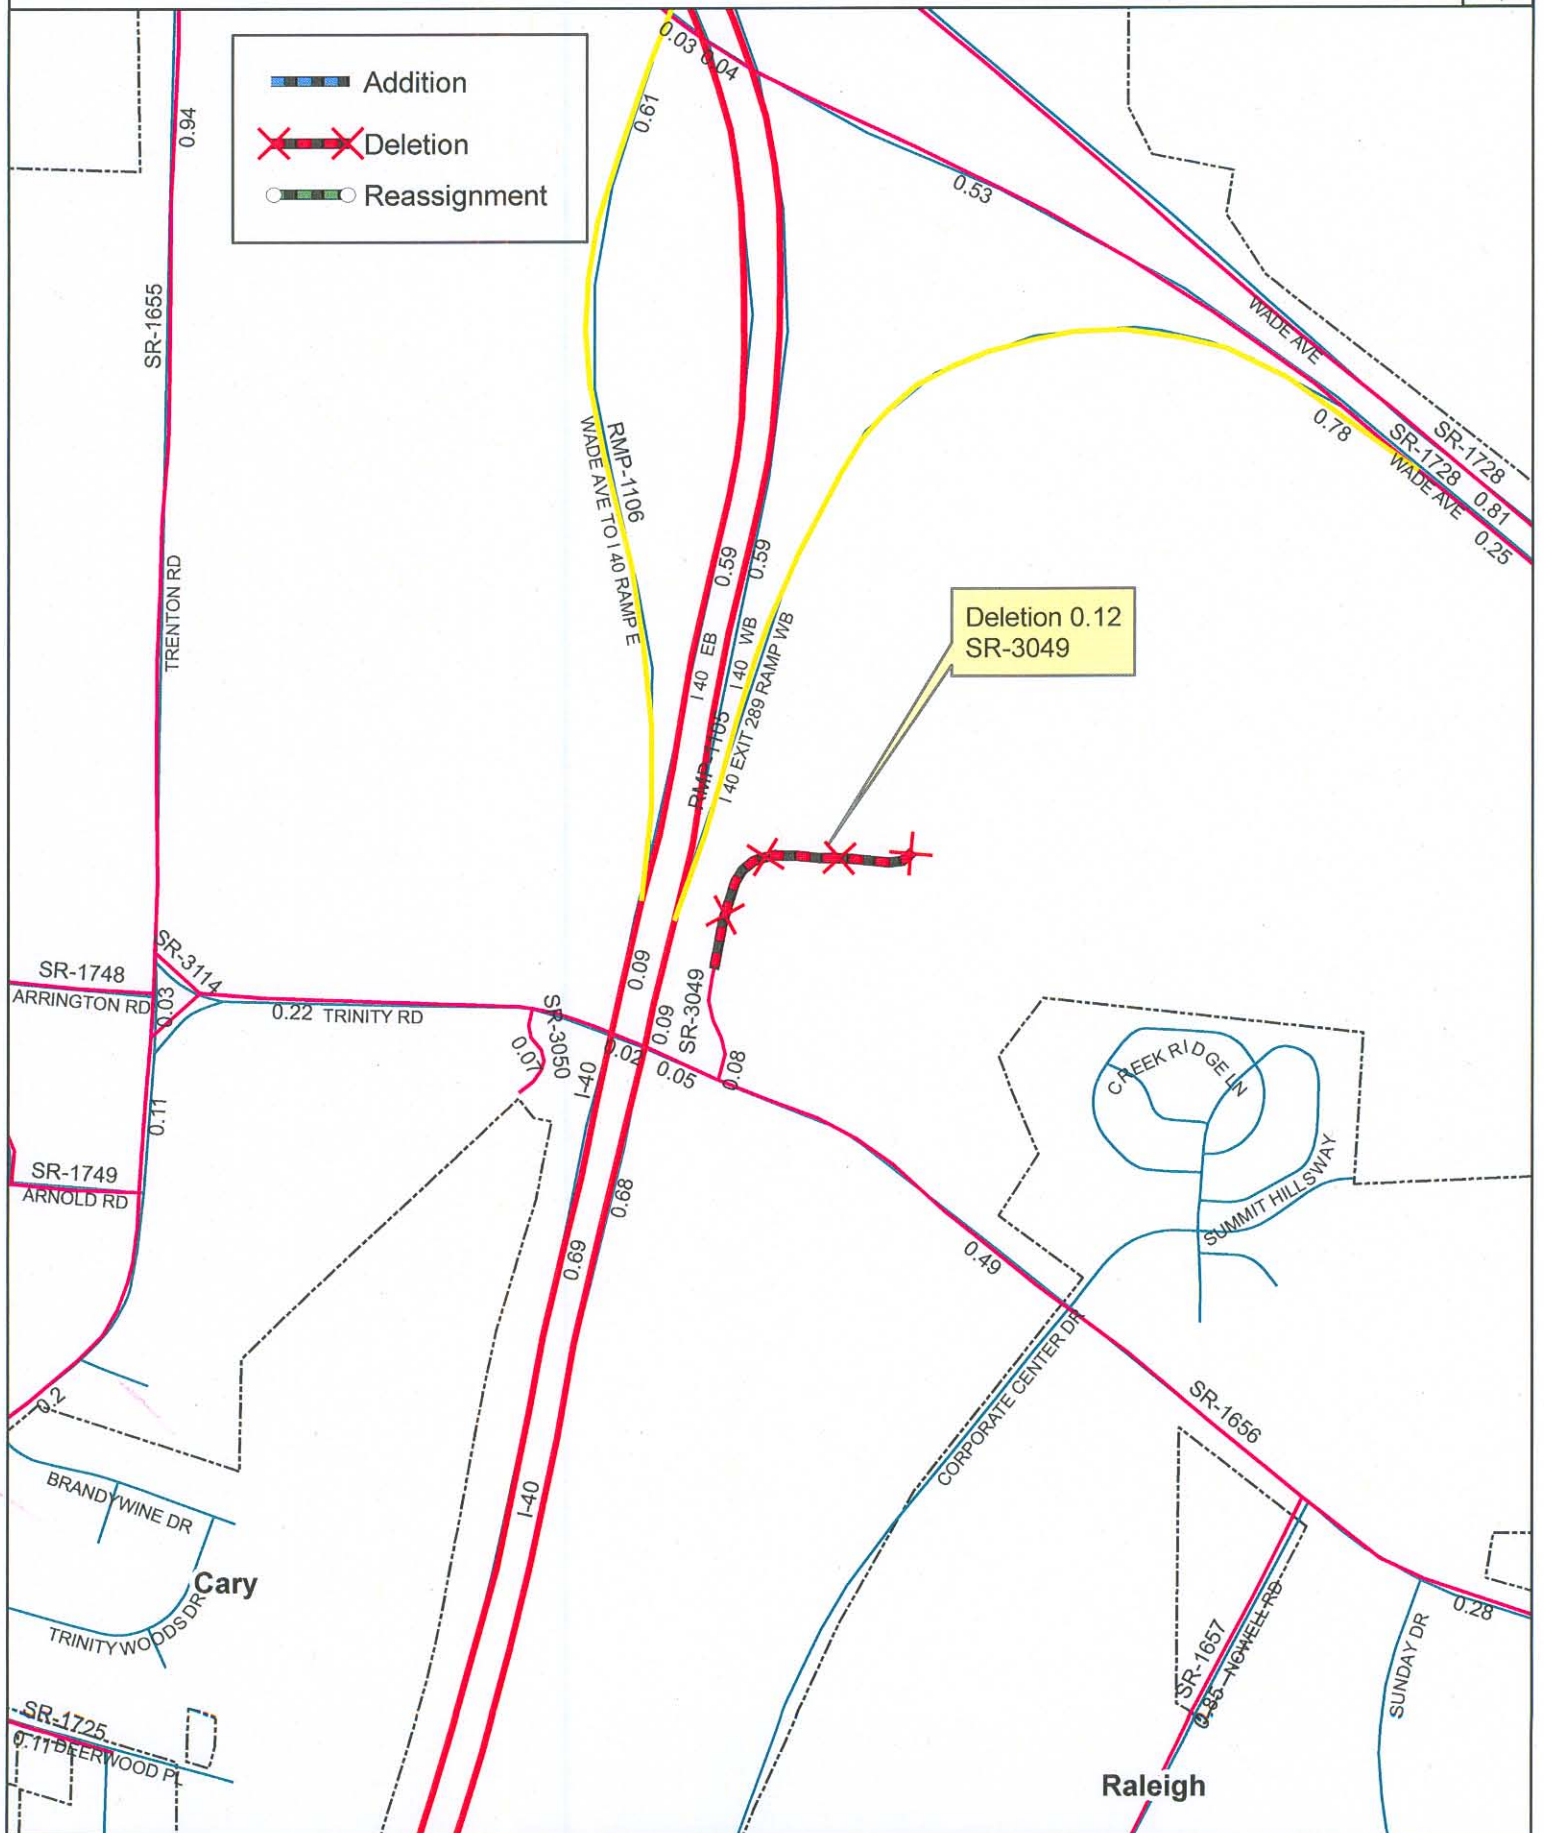 Addition
Deletion
Reassignment
0.03
0.04
0.94
0.61
0.53
SR-1655
WADE AVE
0.78
SR-1728
SR-1728
WADE AVE
0.81
0.25
RMP-1106
WADE AVE TO I 40 RAMP E
TRENTON RD
0.59
0.59
I 40 EB
I 40 WB
I 40 EXIT 289 RAMP WB
RMP-1105
Deletion 0.12
SR-3049
SR-1748
ARRINGTON RD
SR-3114
0.03
0.22 TRINITY RD
SR-3050
0.07
0.09
0.09
SR-3049
0.02
0.05
0.08
I-40
CREEK RIDGE LN
0.11
SR-1749
ARNOLD RD
0.68
0.69
SUMMIT HILLSWAY
0.49
CORPORATE CENTER DR
0.2
SR-1656
BRANDYWINE DR
I-40
Cary
TRINITY WOODS DR
SR-1657
0.85
NOWELL RD
SUNDAY DR
0.28
SR-1725
0.11
DEERWOOD PL
Raleigh